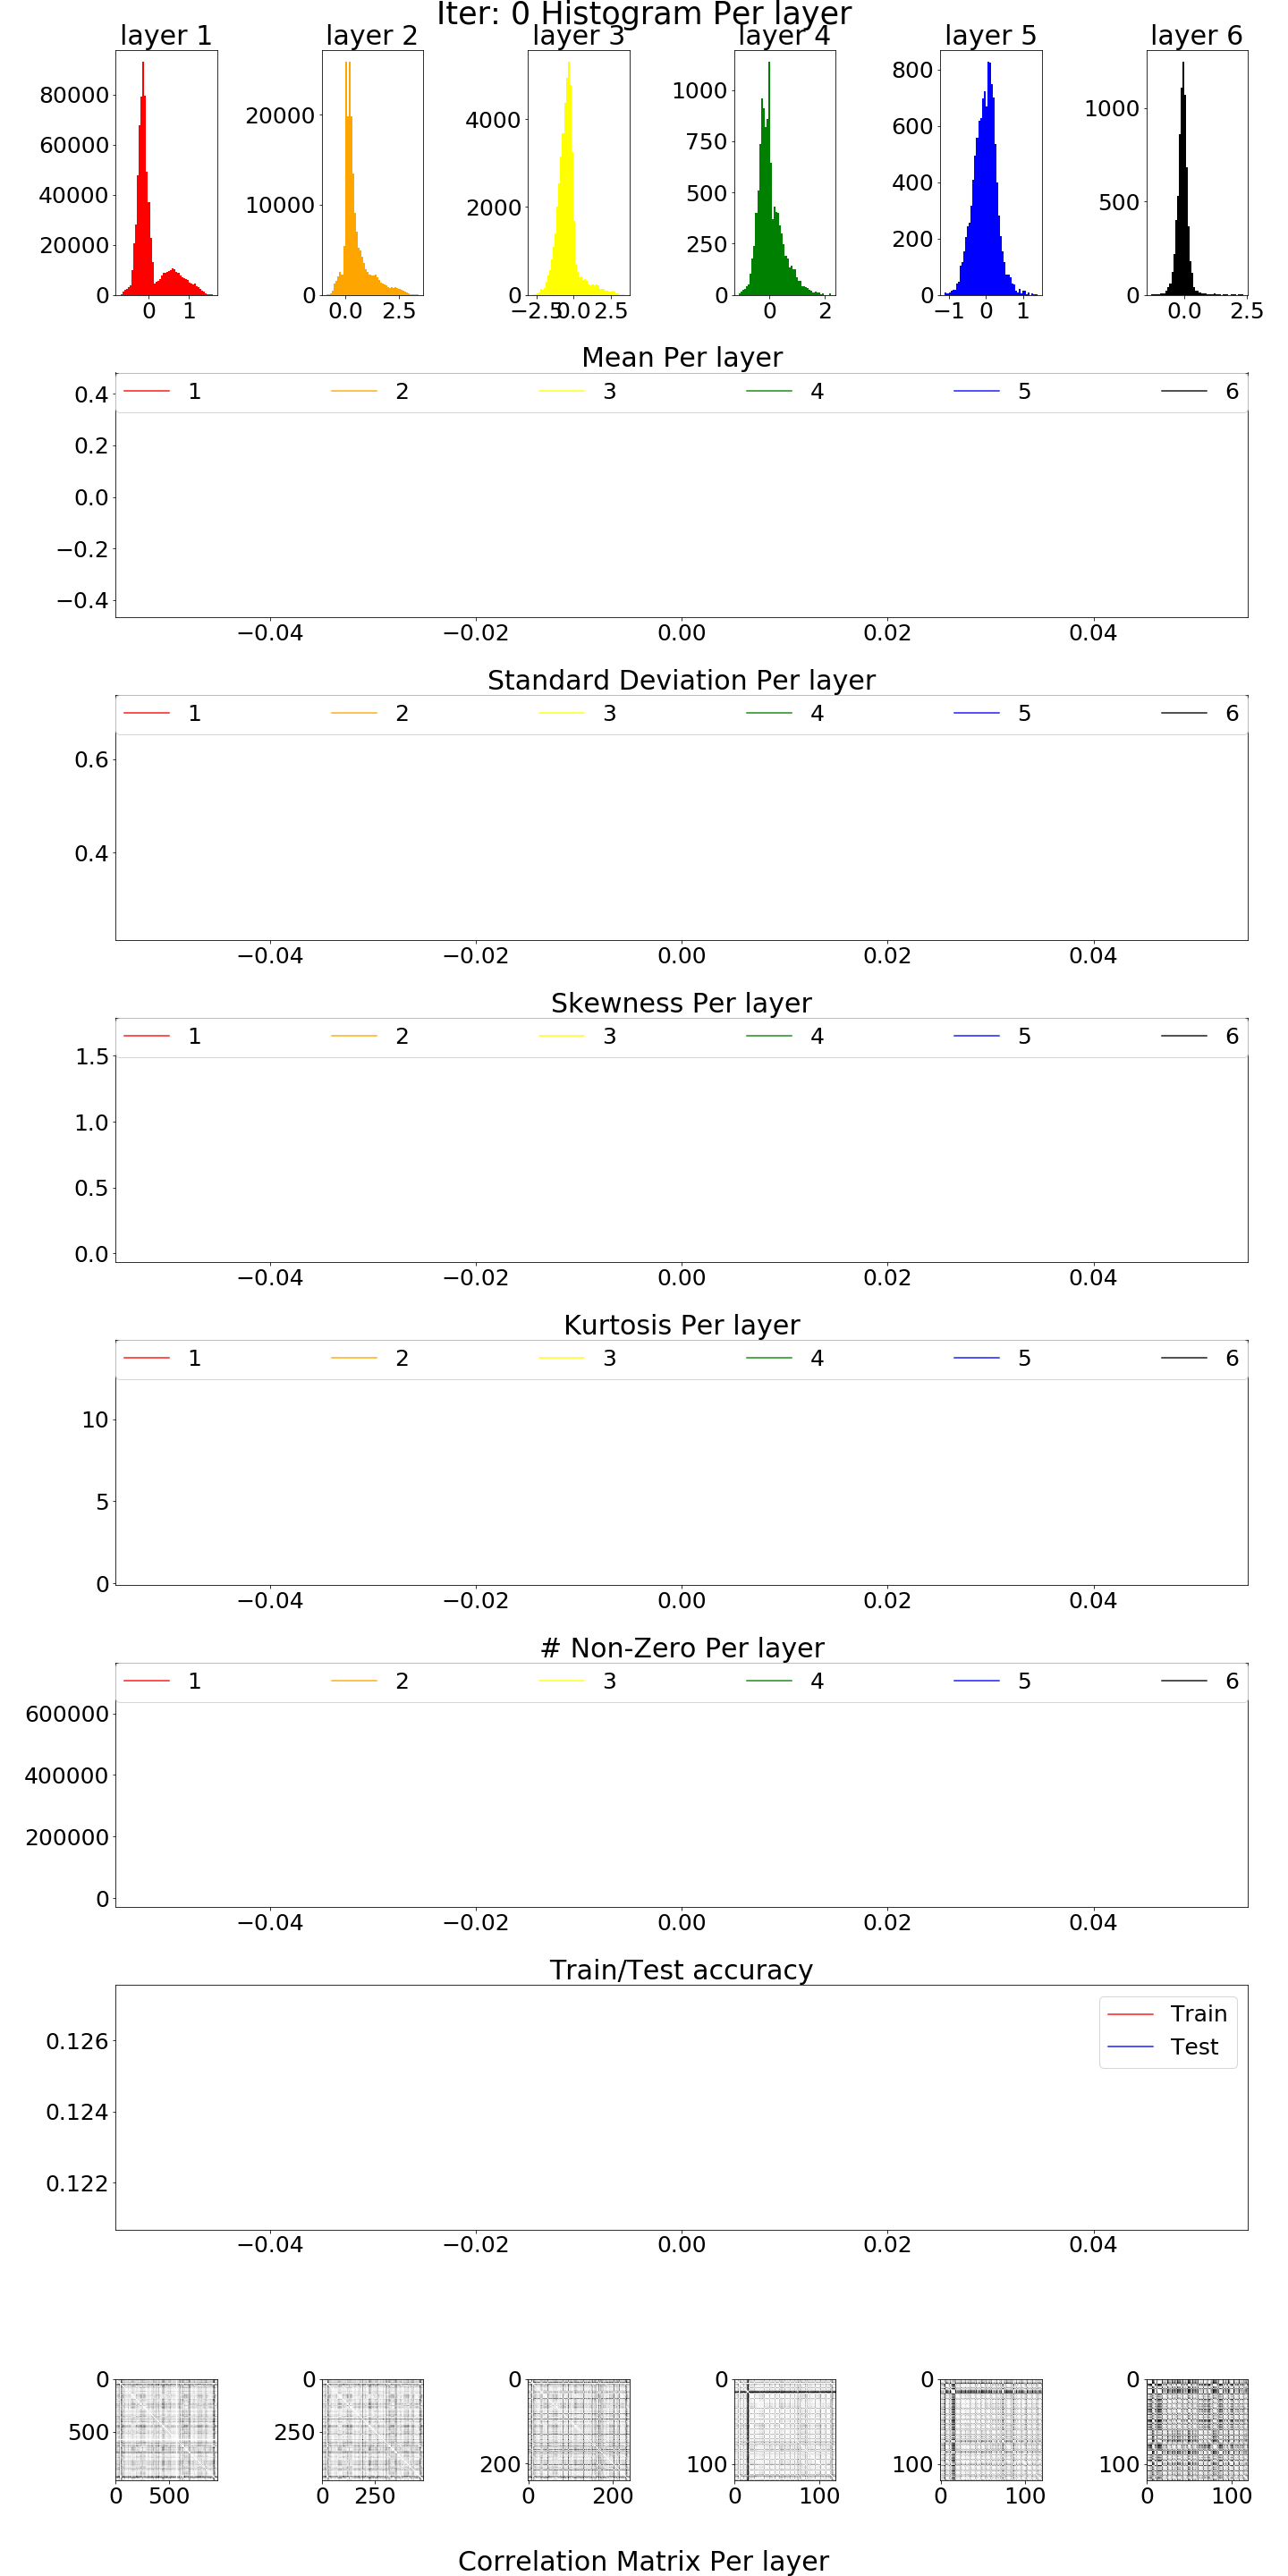 Iter: 0 Histogram Per layer
layer 1 layer 2 layer 3 layer 4 layer 5 layer 6
80000
60000
40000
20000
0
0 1
20000
10000
0
0.0 2.5
4000
2000
0
−2.5 0.0 2.5
1000
750
500
250
0
0 2
800
600
400
200
0
−1 0 1
1000
500
0
0.0 2.5
Mean Per layer
1 2 3 4 5 6
0.4
0.2
0.0
−0.2
−0.4
−0.04 −0.02 0.00 0.02 0.04
Standard Deviation Per layer
1 2 3 4 5 6
0.6
0.4
−0.04 −0.02 0.00 0.02 0.04
Skewness Per layer
1 2 3 4 5 6
1.5
1.0
0.5
0.0
−0.04 −0.02 0.00 0.02 0.04
Kurtosis Per layer
1 2 3 4 5 6
10
5
0
−0.04 −0.02 0.00 0.02 0.04
# Non-Zero Per layer
1 2 3 4 5 6
600000
400000
200000
0
−0.04 −0.02 0.00 0.02 0.04
Train/Test accuracy
Train
Test
0.126
0.124
0.122
−0.04 −0.02 0.00 0.02 0.04
0
500
0 500
0
250
0 250
0
200
0 200
0
100
0 100
0
100
0 100
0
100
0 100
Correlation Matrix Per layer